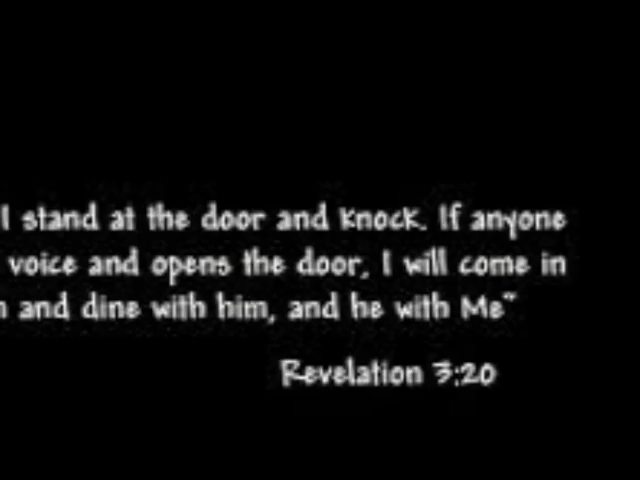 I stand at the door and knock. If anyone
voice and opens the door, I will come in
and dine with him, and he with Me"
Revelation 3:20